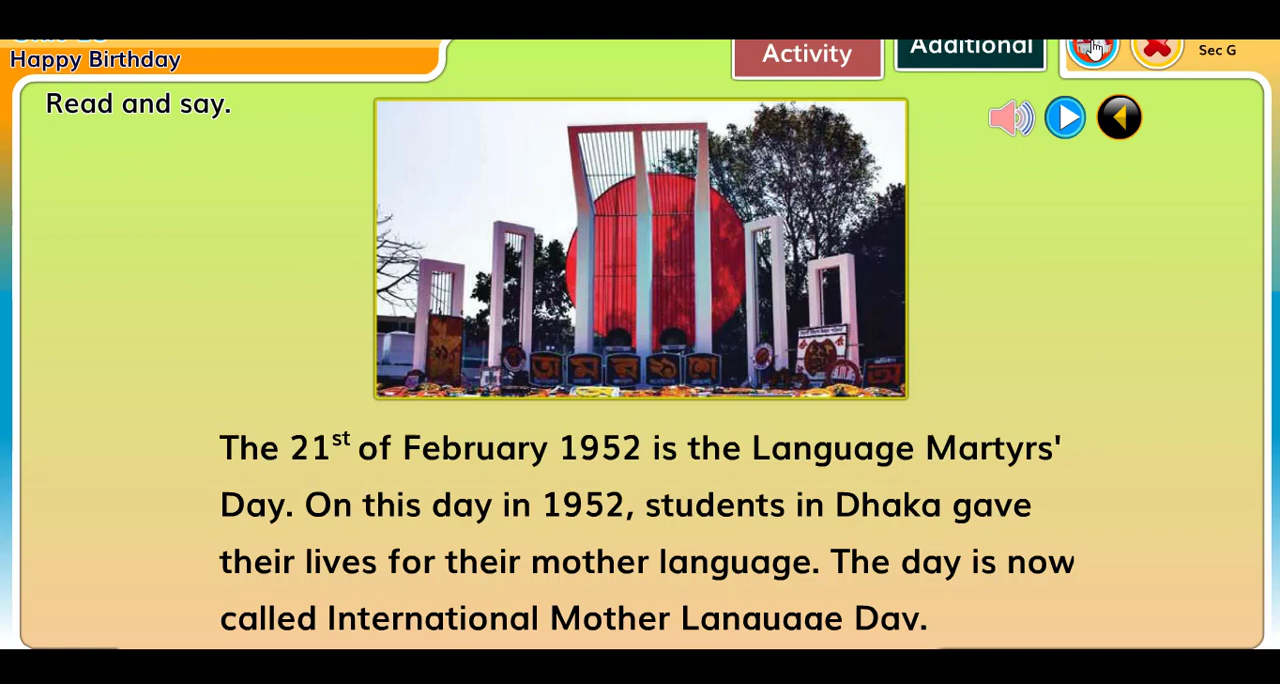 Happy Birthday
Activity
Additional
Sec G
Read and say.
অ ম র ২১ শে
The 21st of February 1952 is the Language Martyrs'
Day. On this day in 1952, students in Dhaka gave
their lives for their mother language. The day is now
called International Mother Language Day.